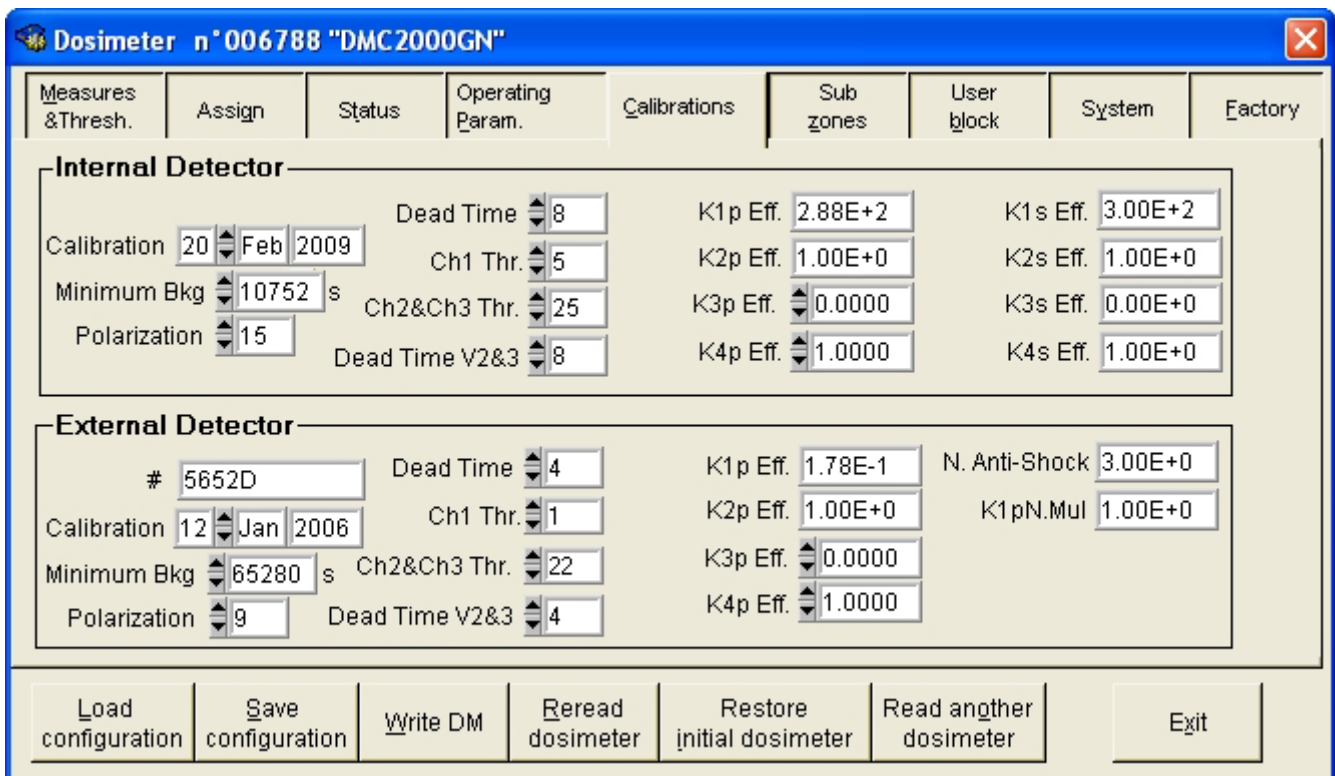 Dosimeter n°006788 "DMC2000GN"
Measures &Thresh.
Assign
Status
Operating Param.
Calibrations
Sub zones
User block
System
Factory
Internal Detector
Calibration 20 Feb 2009
Minimum Bkg 10752 s
Polarization 15
Dead Time 8
Ch1 Thr. 5
Ch2&Ch3 Thr. 25
Dead Time V2&3 8
K1p Eff. 2.88E+2
K2p Eff. 1.00E+0
K3p Eff. 0.0000
K4p Eff. 1.0000
K1s Eff. 3.00E+2
K2s Eff. 1.00E+0
K3s Eff. 0.00E+0
K4s Eff. 1.00E+0
External Detector
# 5652D
Calibration 12 Jan 2006
Minimum Bkg 65280 s
Polarization 9
Dead Time 4
Ch1 Thr. 1
Ch2&Ch3 Thr. 22
Dead Time V2&3 4
K1p Eff. 1.78E-1
K2p Eff. 1.00E+0
K3p Eff. 0.0000
K4p Eff. 1.0000
N. Anti-Shock 3.00E+0
K1pN.Mul 1.00E+0
Load configuration
Save configuration
Write DM
Reread dosimeter
Restore initial dosimeter
Read another dosimeter
Exit